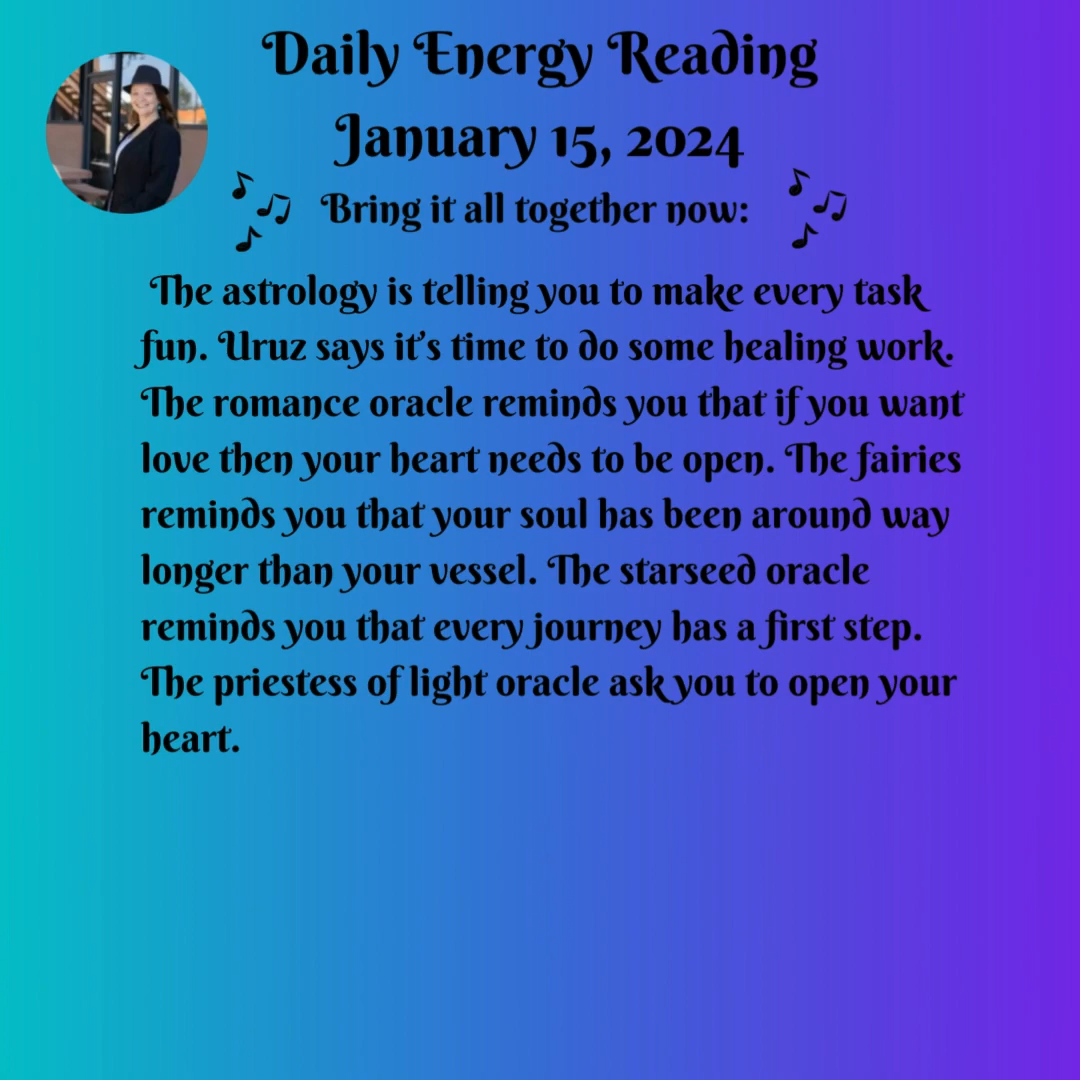 Daily Energy Reading
January 15, 2024
Bring it all together now:
The astrology is telling you to make every task
fun. Uruz says it's time to do some healing work.
The romance oracle reminds you that if you want
love then your heart needs to be open. The fairies
reminds you that your soul has been around way
longer than your vessel. The starseed oracle
reminds you that every journey has a first step.
The priestess of light oracle ask you to open your
heart.